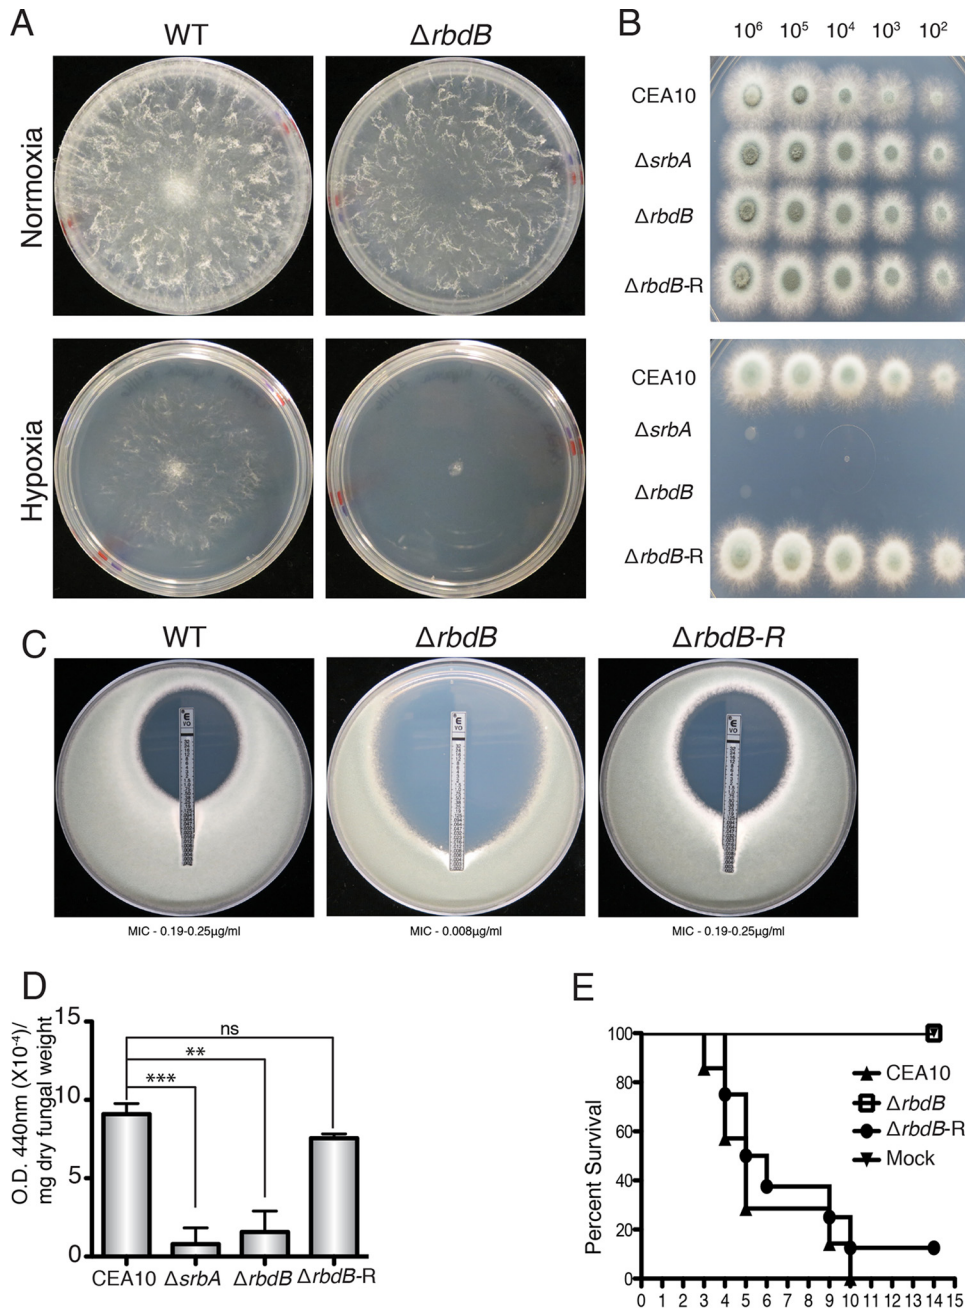 A
WT
ΔrbdB
Normoxia
Hypoxia
B
10⁶ 10⁵ 10⁴ 10³ 10²
CEA10
ΔsrbA
ΔrbdB
ΔrbdB-R
CEA10
ΔsrbA
ΔrbdB
ΔrbdB-R
C
WT
ΔrbdB
ΔrbdB-R
MIC - 0.19-0.25µg/ml
MIC - 0.008µg/ml
MIC - 0.19-0.25µg/ml
D
O.D. 440nm (X10⁻⁴)/
mg dry fungal weight
15
10
5
0
ns
**
***
CEA10 ΔsrbA ΔrbdB ΔrbdB-R
E
Percent Survival
100
80
60
40
20
0
0 1 2 3 4 5 6 7 8 9 10 11 12 13 14 15
CEA10
ΔrbdB
ΔrbdB-R
Mock